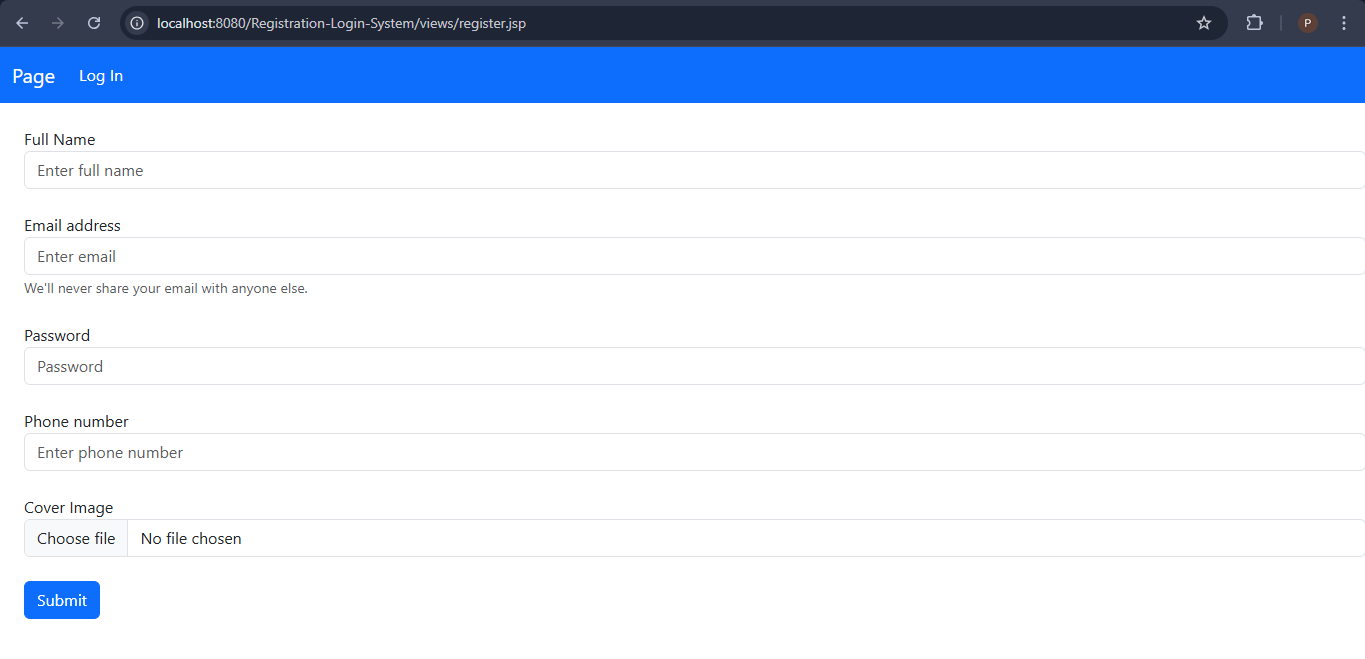 localhost:8080/Registration-Login-System/views/register.jsp
P
Page Log In
Full Name
Enter full name
Email address
Enter email
We'll never share your email with anyone else.
Password
Password
Phone number
Enter phone number
Cover Image
Choose file No file chosen
Submit